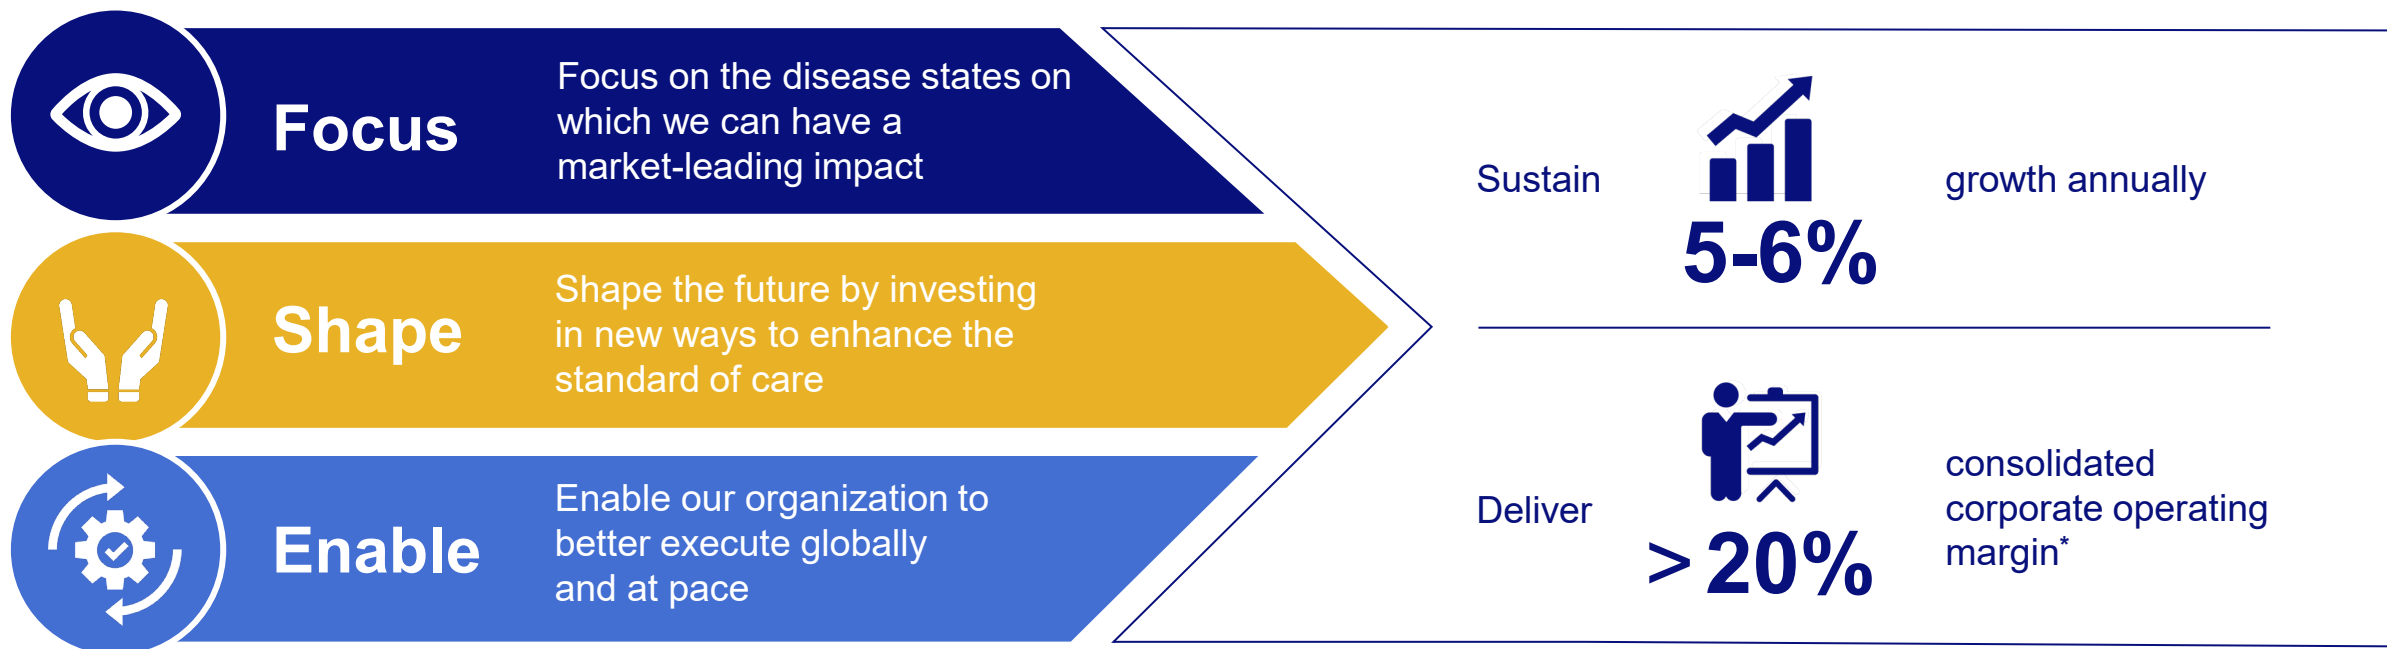 Focus
Focus on the disease states on
which we can have a
market-leading impact
Shape
Shape the future by investing
in new ways to enhance the
standard of care
Enable
Enable our organization to
better execute globally
and at pace
Sustain
5-6%
growth annually
Deliver
> 20%
consolidated
corporate operating
margin*